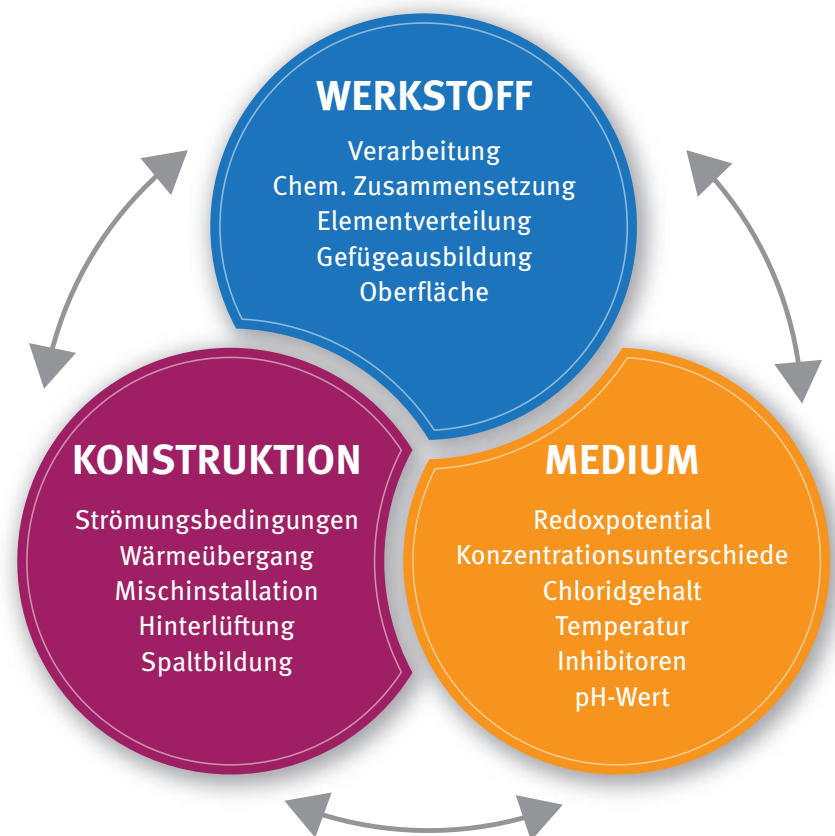 WERKSTOFF
Verarbeitung
Chem. Zusammensetzung
Elementverteilung
Gefügeausbildung
Oberfläche
KONSTRUKTION
Strömungsbedingungen
Wärmeübergang
Mischinstallation
Hinterlüftung
Spaltbildung
MEDIUM
Redoxpotential
Konzentrationsunterschiede
Chloridgehalt
Temperatur
Inhibitoren
pH-Wert